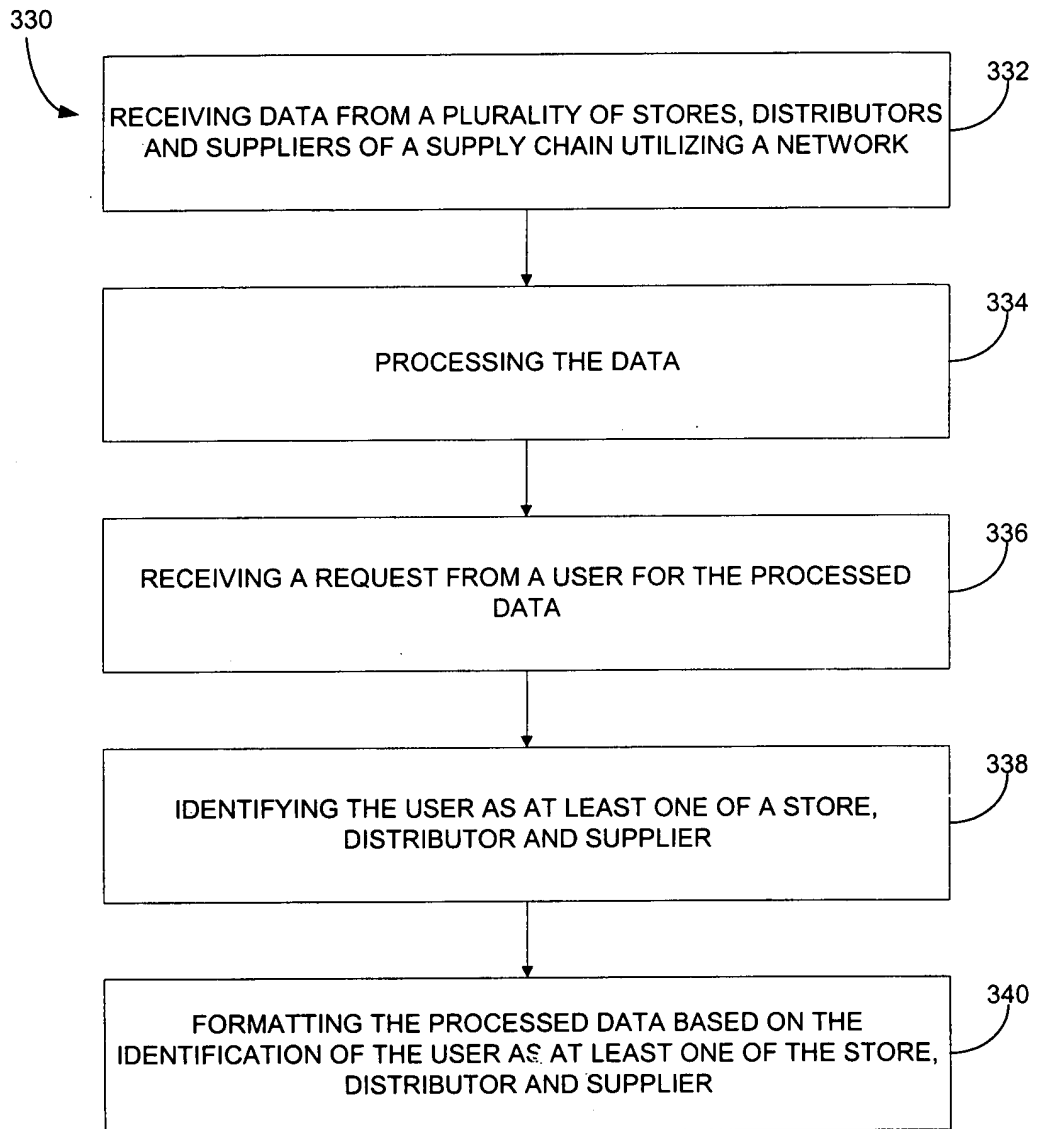 330
332
RECEIVING DATA FROM A PLURALITY OF STORES, DISTRIBUTORS
AND SUPPLIERS OF A SUPPLY CHAIN UTILIZING A NETWORK
334
PROCESSING THE DATA
336
RECEIVING A REQUEST FROM A USER FOR THE PROCESSED
DATA
338
IDENTIFYING THE USER AS AT LEAST ONE OF A STORE,
DISTRIBUTOR AND SUPPLIER
340
FORMATTING THE PROCESSED DATA BASED ON THE
IDENTIFICATION OF THE USER AS AT LEAST ONE OF THE STORE,
DISTRIBUTOR AND SUPPLIER